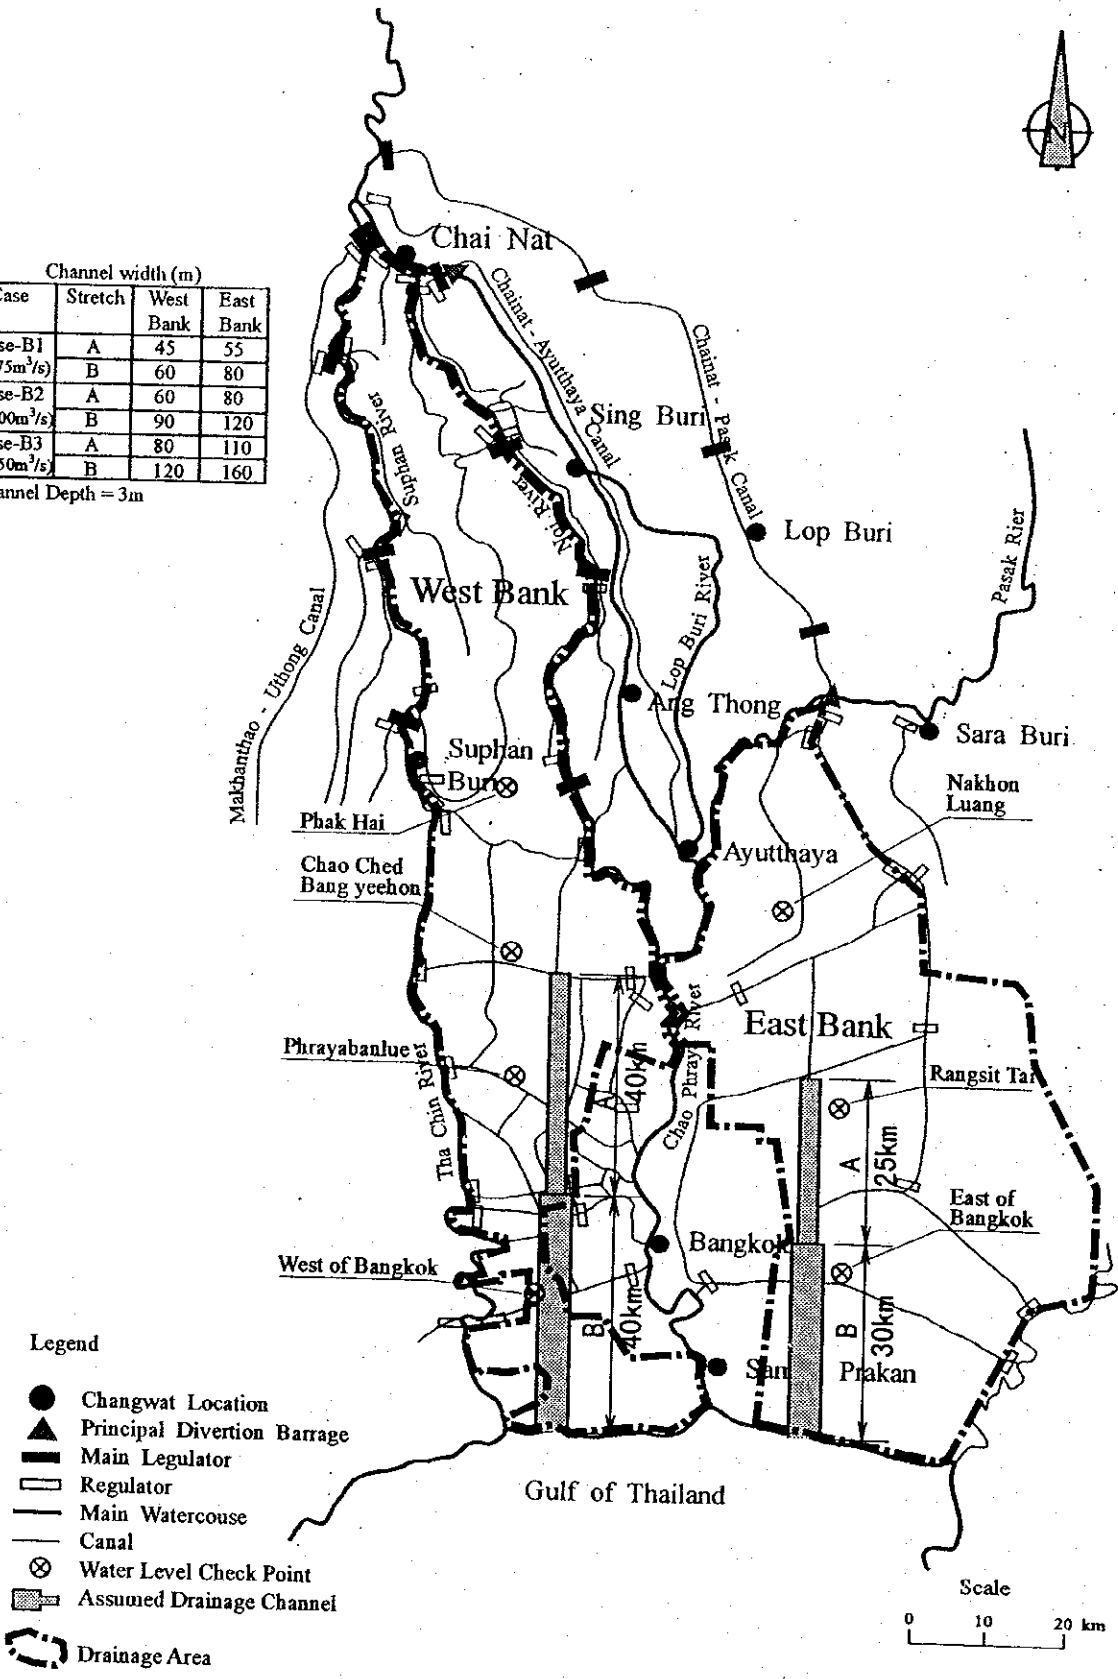 N
Chai Nat
Channel width (m)
Case Stretch West Bank East Bank
se-B1 A 45 55
75m³/s) B 60 80
se-B2 A 60 80
00m³/s) B 90 120
se-B3 A 80 110
50m³/s) B 120 160
annel Depth = 3m
Chainat - Ayutthaya Canal
Chainat - Pasak Canal
Suphan River
Sing Buri
Noi River
Lop Buri
Pasak Rier
West Bank
Lop Buri River
Makhanthao - Uthong Canal
Ang Thong
Sara Buri
Suphan
Buri
Nakhon
Luang
Phak Hai
Ayutthaya
Chao Ched
Bang yeehon
East Bank
Chao Phraya River
Phrayabanlue
Tha Chin River
A
40km
Rangsit Tai
A
25km
East of
Bangkok
Bangkok
West of Bangkok
B
40km
B
30km
Sam Prakan
Gulf of Thailand
Legend
Changwat Location
Principal Divertion Barrage
Main Legulator
Regulator
Main Watercouse
Canal
Water Level Check Point
Assumed Drainage Channel
Drainage Area
Scale
0 10 20 km